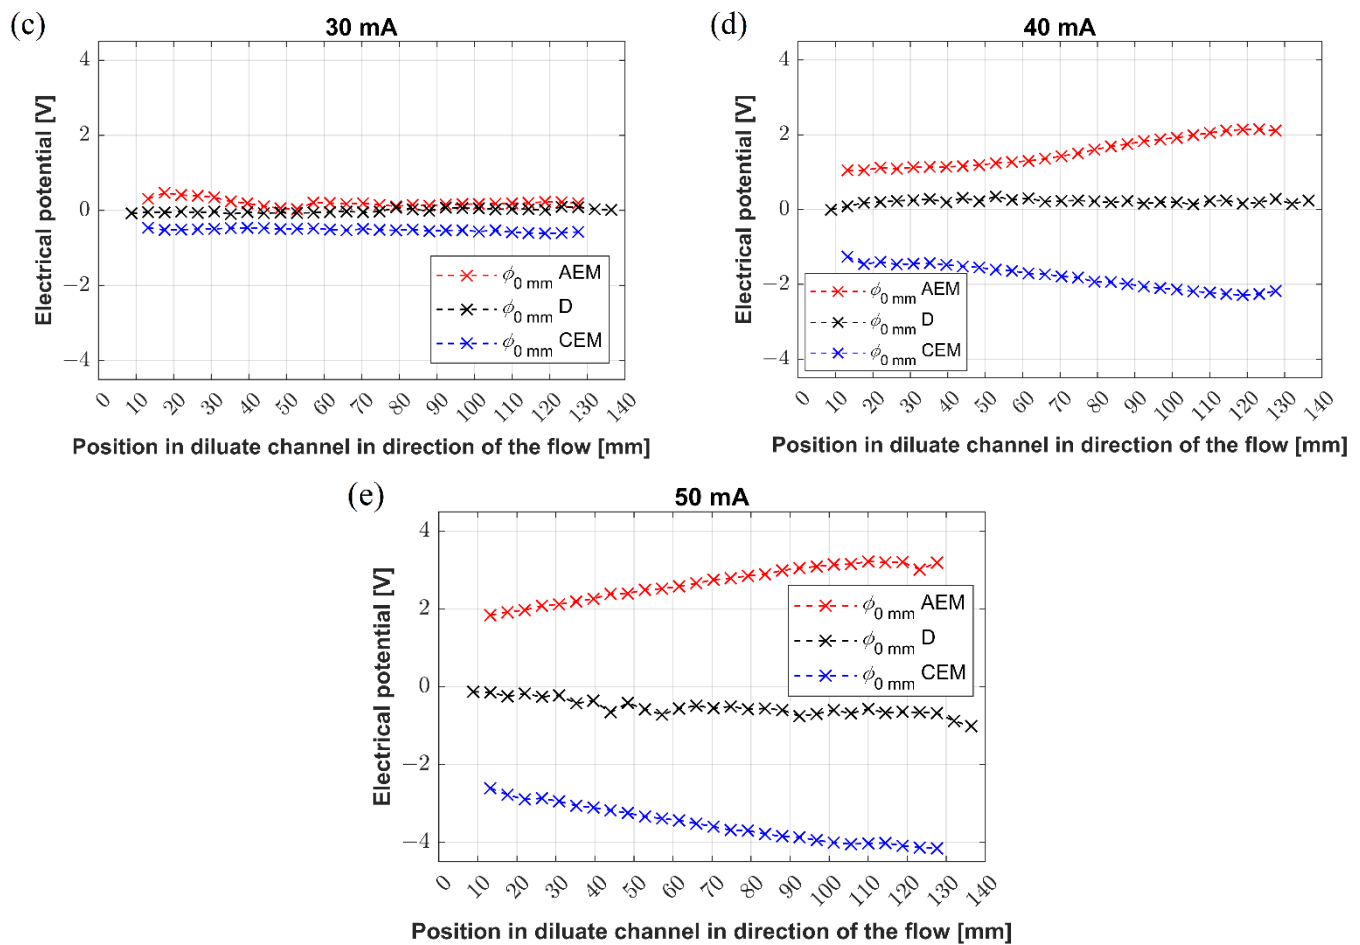 (c)
30 mA
4
2
0
−2
−4
Electrical potential [V]
ϕ0 mm AEM
ϕ0 mm D
ϕ0 mm CEM
0 10 20 30 40 50 60 70 80 90 100 110 120 130 140
Position in diluate channel in direction of the flow [mm]
(d)
40 mA
4
2
0
−2
−4
Electrical potential [V]
ϕ0 mm AEM
ϕ0 mm D
ϕ0 mm CEM
0 10 20 30 40 50 60 70 80 90 100 110 120 130 140
Position in diluate channel in direction of the flow [mm]
(e)
50 mA
4
2
0
−2
−4
Electrical potential [V]
ϕ0 mm AEM
ϕ0 mm D
ϕ0 mm CEM
0 10 20 30 40 50 60 70 80 90 100 110 120 130 140
Position in diluate channel in direction of the flow [mm]